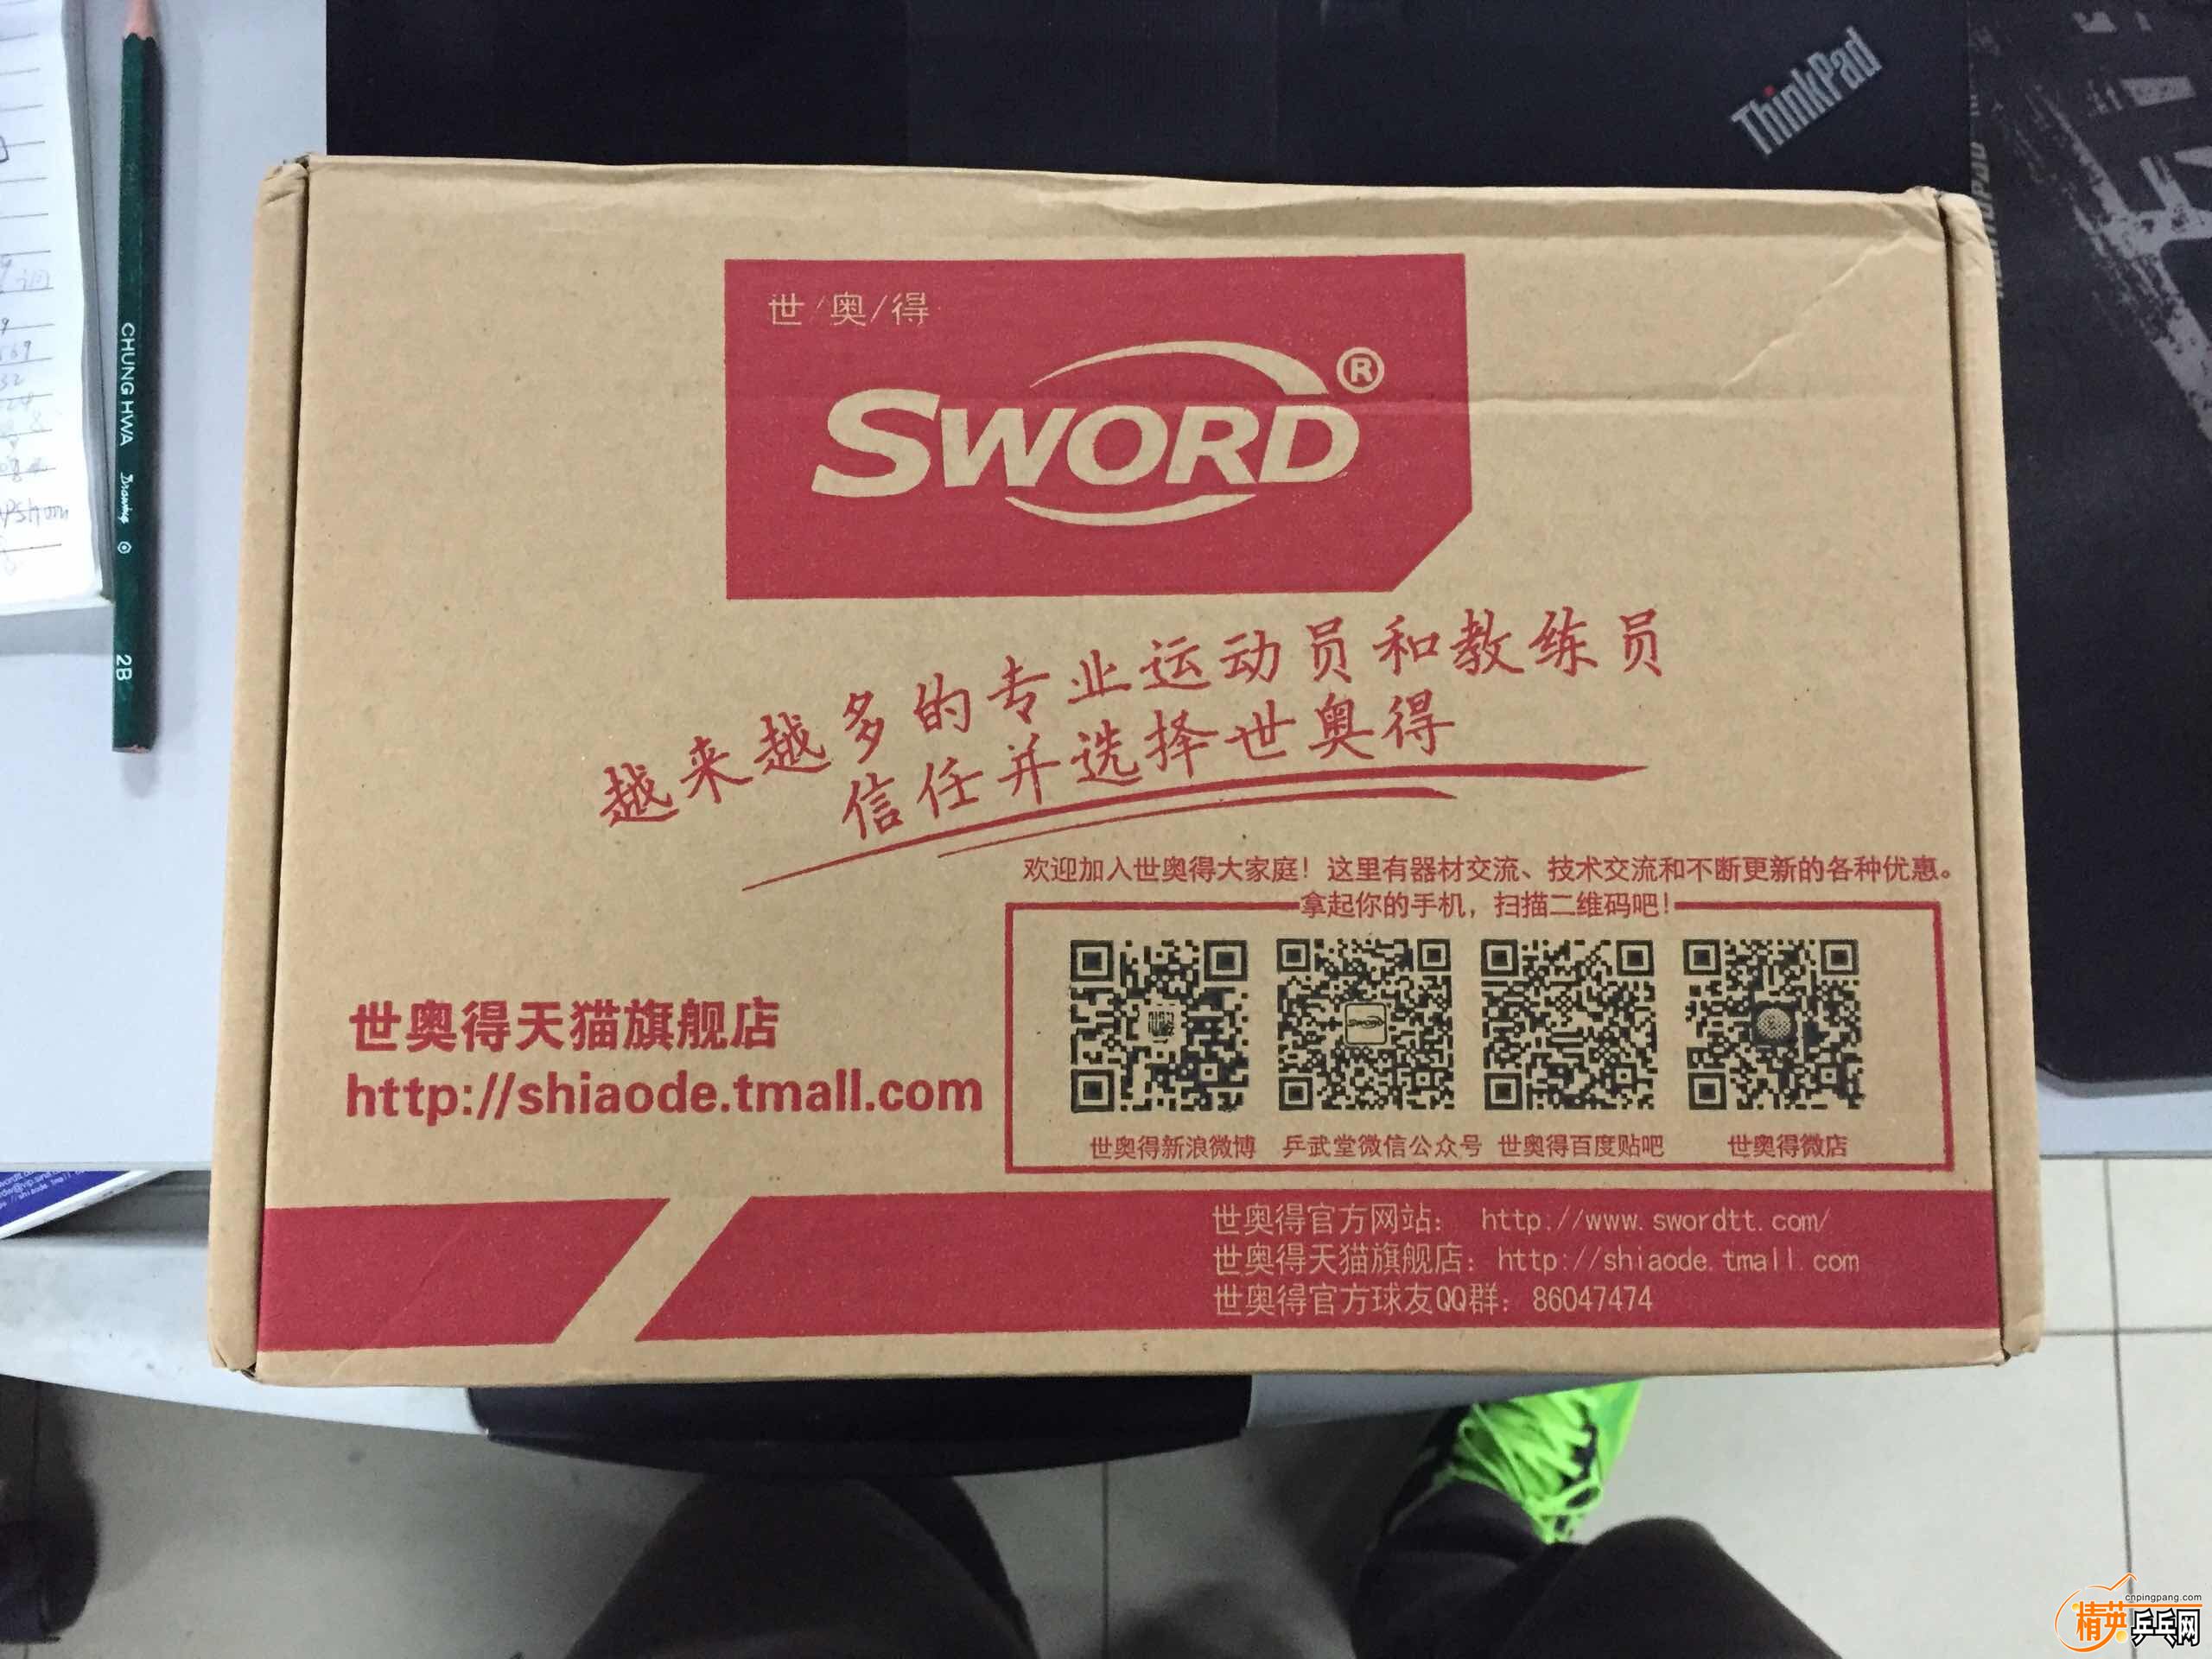 ThinkPad
CHUNG HWA Drawing 2B
世/奥/得
SWORD®
越来越多的专业运动员和教练员
信任并选择世奥得
欢迎加入世奥得大家庭！这里有器材交流、技术交流和不断更新的各种优惠。
拿起你的手机，扫描二维码吧！
世奥得天猫旗舰店
http://shiaode.tmall.com
世奥得新浪微博 乒武堂微信公众号 世奥得百度贴吧 世奥得微店
世奥得官方网站： http://www.swordtt.com/
世奥得天猫旗舰店：http://shiaode.tmall.com
世奥得官方球友QQ群：86047474
cnpingpang.com
精英乒乓网